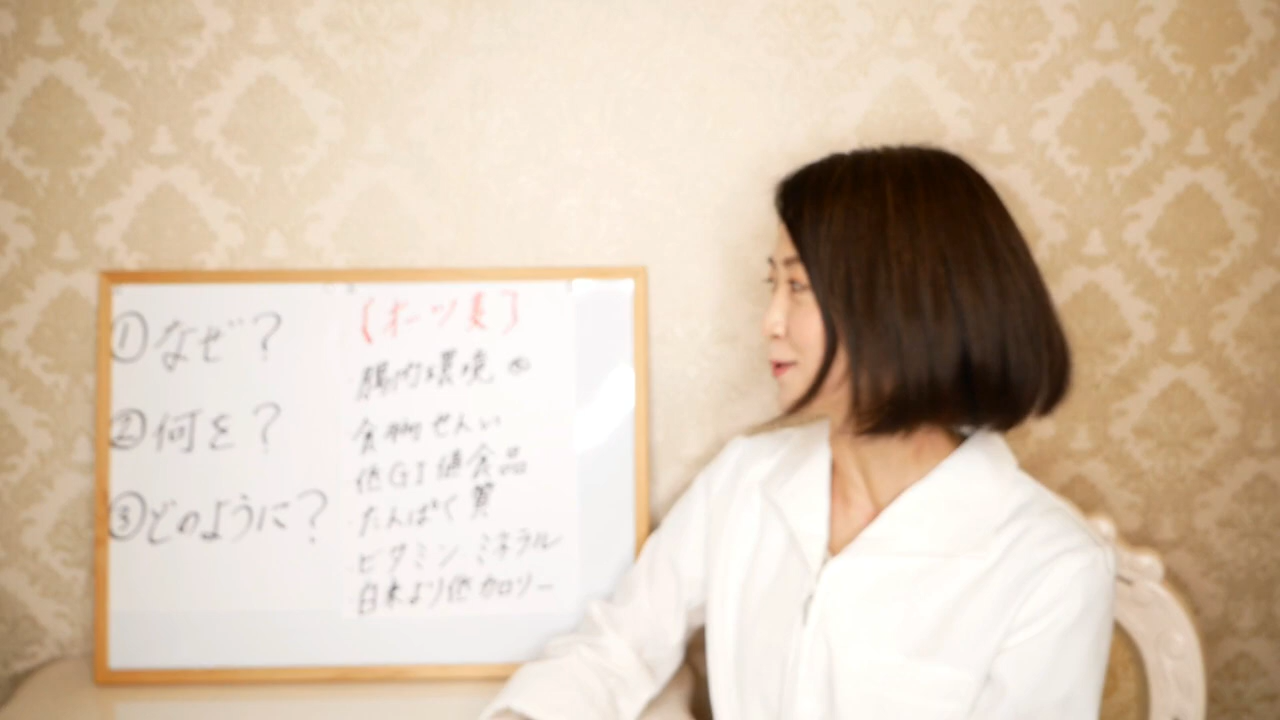 ①なぜ?
②何を?
③どのように?
[オーツ麦]
腸内環境
食物せんい
低GI値食品
・たんぱく質
・ビタミン ミネラル
白米より低カロリー